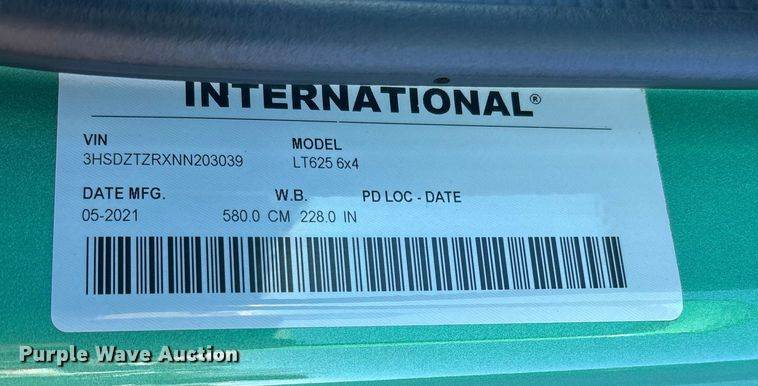 INTERNATIONAL®
VIN MODEL
3HSDZTZRXNN203039 LT625 6x4
DATE MFG. W.B. PD LOC - DATE
05-2021 580.0 CM 228.0 IN
Purple Wave Auction